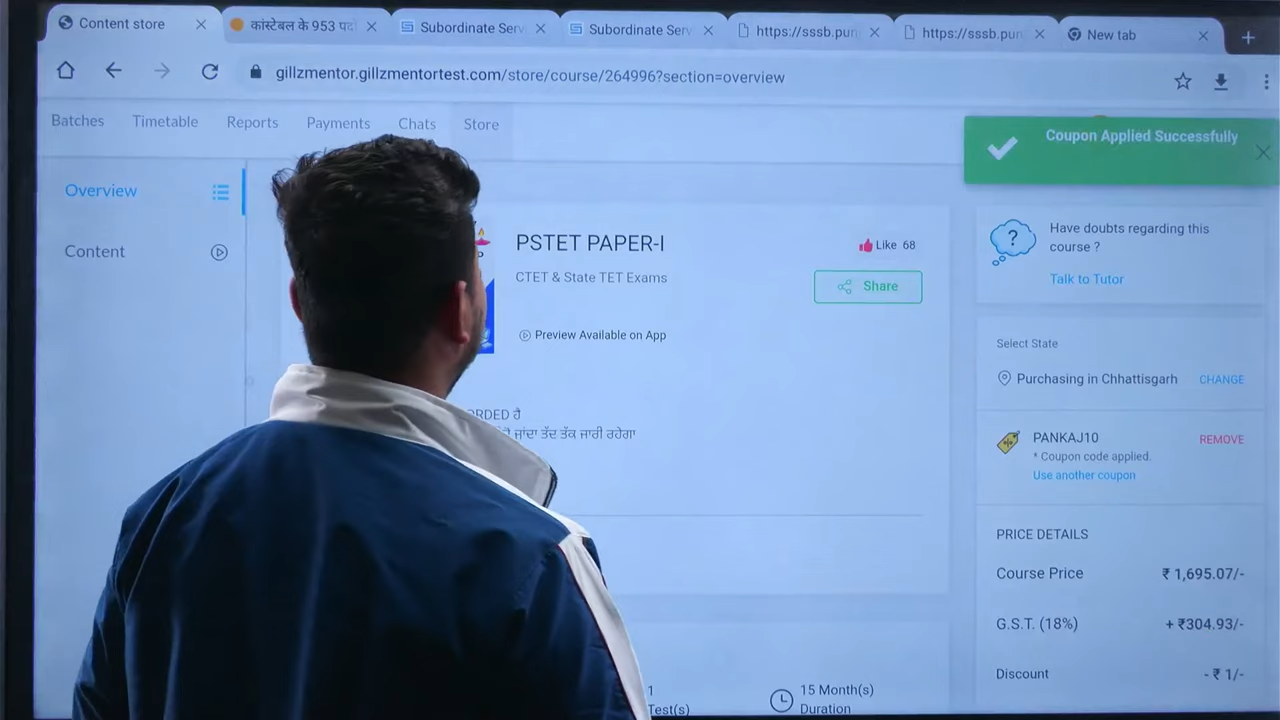 Content store
कांस्टेबल के 953 पद
Subordinate Serv
Subordinate Serv
https://sssb.pun
https://sssb.pun
New tab
gillzmentor.gillzmentortest.com/store/course/264996?section=overview
Batches
Timetable
Reports
Payments
Chats
Store
Coupon Applied Successfully
Overview
Content
PSTET PAPER-I
Like 68
CTET & State TET Exams
Share
Preview Available on App
ਹੈ
ਜਾਂਦਾ ਤੱਦ ਤੱਕ ਜਾਰੀ ਰਹੇਗਾ
1
Test(s)
15 Month(s)
Duration
Have doubts regarding this
course ?
Talk to Tutor
Select State
Purchasing in Chhattisgarh
CHANGE
PANKAJ10
REMOVE
* Coupon code applied.
Use another coupon
PRICE DETAILS
Course Price
₹ 1,695.07/-
G.S.T. (18%)
+ ₹304.93/-
Discount
- ₹ 1/-